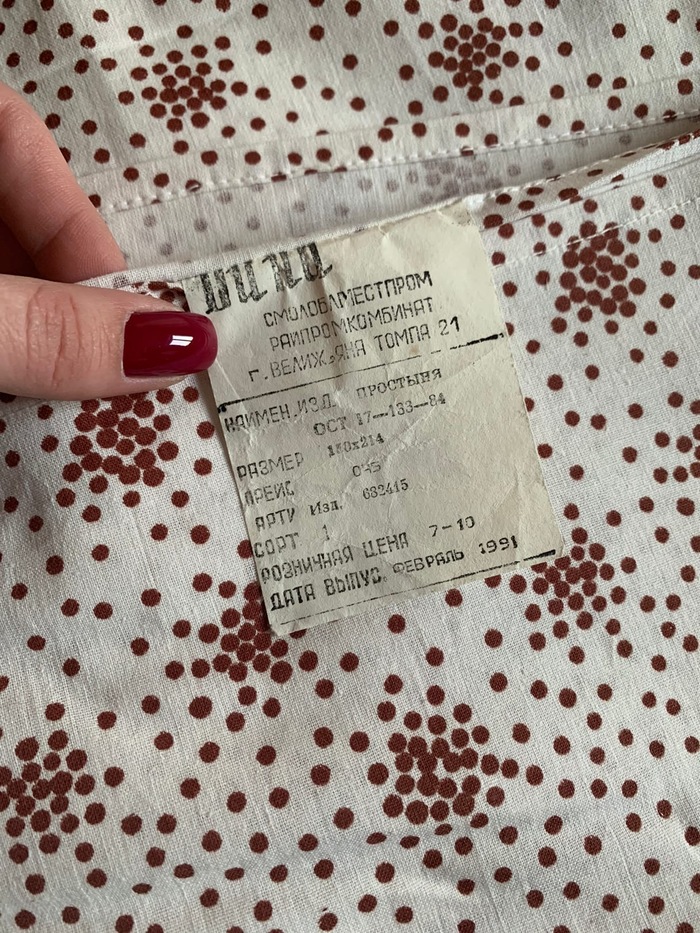 СМОЛОБЛМЕСТПРОМ
РАЙПРОМКОМБИНАТ
г. ВЕЛИЖ, ЯНА ТОМПА 21
НАИМЕН. ИЗД. ПРОСТЫНЯ
ОСТ 17—133—84
РАЗМЕР 150х214
ПРЕЙС 045
АРТИ Изд. 632415
СОРТ 1
РОЗНИЧНАЯ ЦЕНА 7-10
ДАТА ВЫПУС. ФЕВРАЛЬ 1991